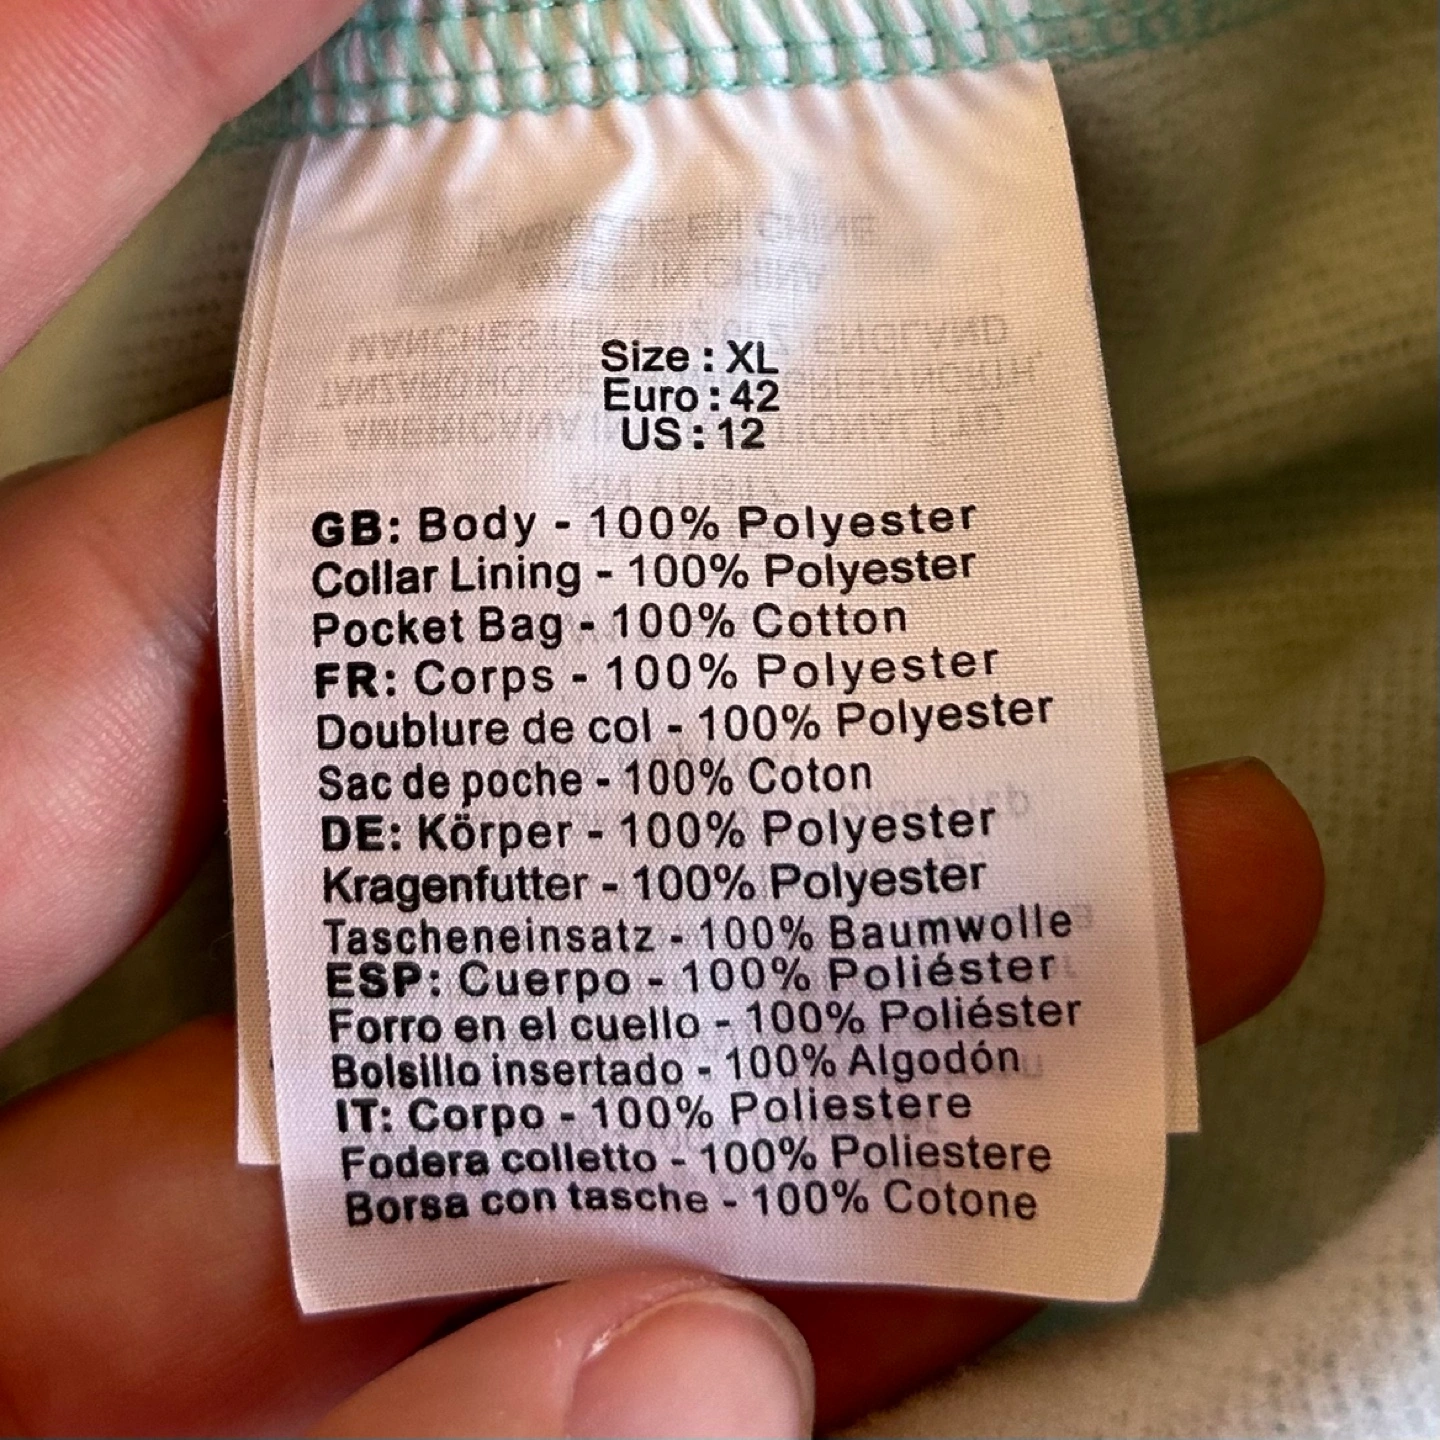 Size : XL
Euro : 42
US : 12
GB: Body - 100% Polyester
Collar Lining - 100% Polyester
Pocket Bag - 100% Cotton
FR: Corps - 100% Polyester
Doublure de col - 100% Polyester
Sac de poche - 100% Coton
DE: Körper - 100% Polyester
Kragenfutter - 100% Polyester
Tascheneinsatz - 100% Baumwolle
ESP: Cuerpo - 100% Poliéster
Forro en el cuello - 100% Poliéster
Bolsillo insertado - 100% Algodón
IT: Corpo - 100% Poliestere
Fodera colletto - 100% Poliestere
Borsa con tasche - 100% Cotone